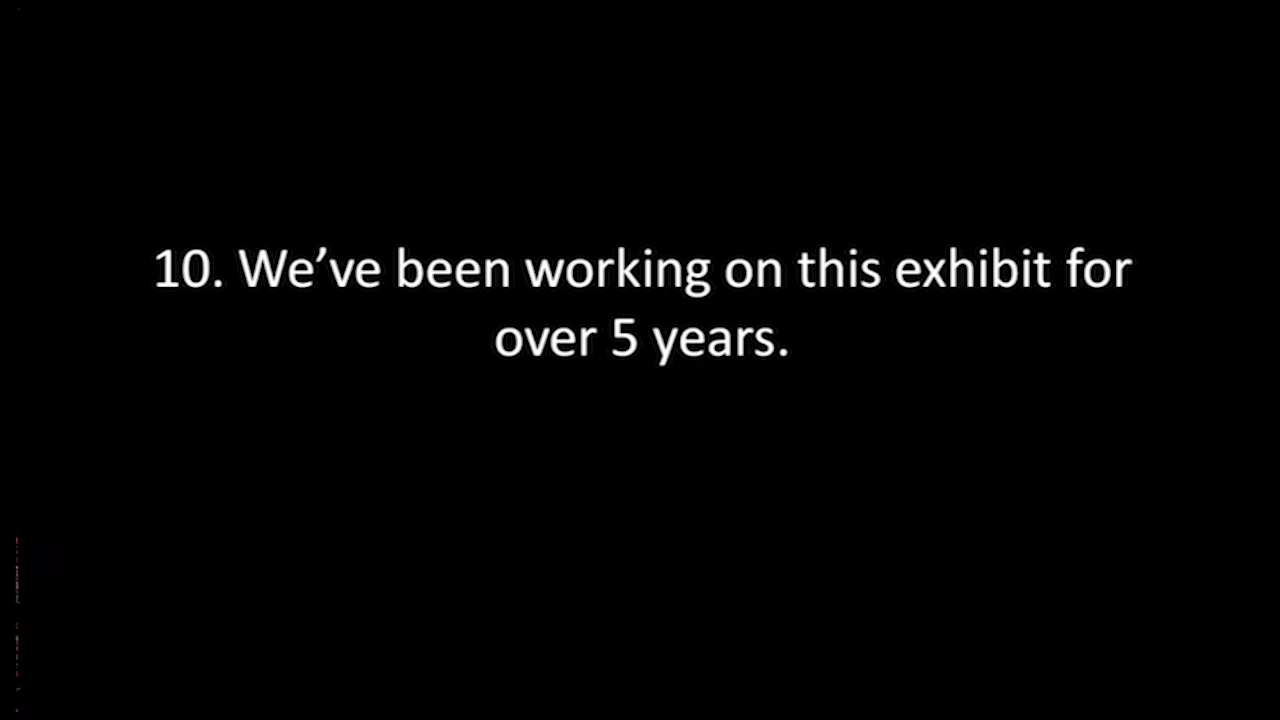 10. We’ve been working on this exhibit for
over 5 years.